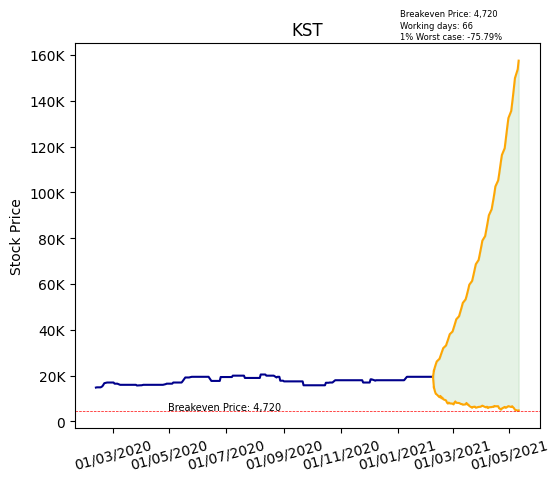 Breakeven Price: 4,720
Working days: 66
1% Worst case: -75.79%
KST
Stock Price
160K
140K
120K
100K
80K
60K
40K
20K
0
Breakeven Price: 4,720
01/03/2020
01/05/2020
01/07/2020
01/09/2020
01/11/2020
01/01/2021
01/03/2021
01/05/2021